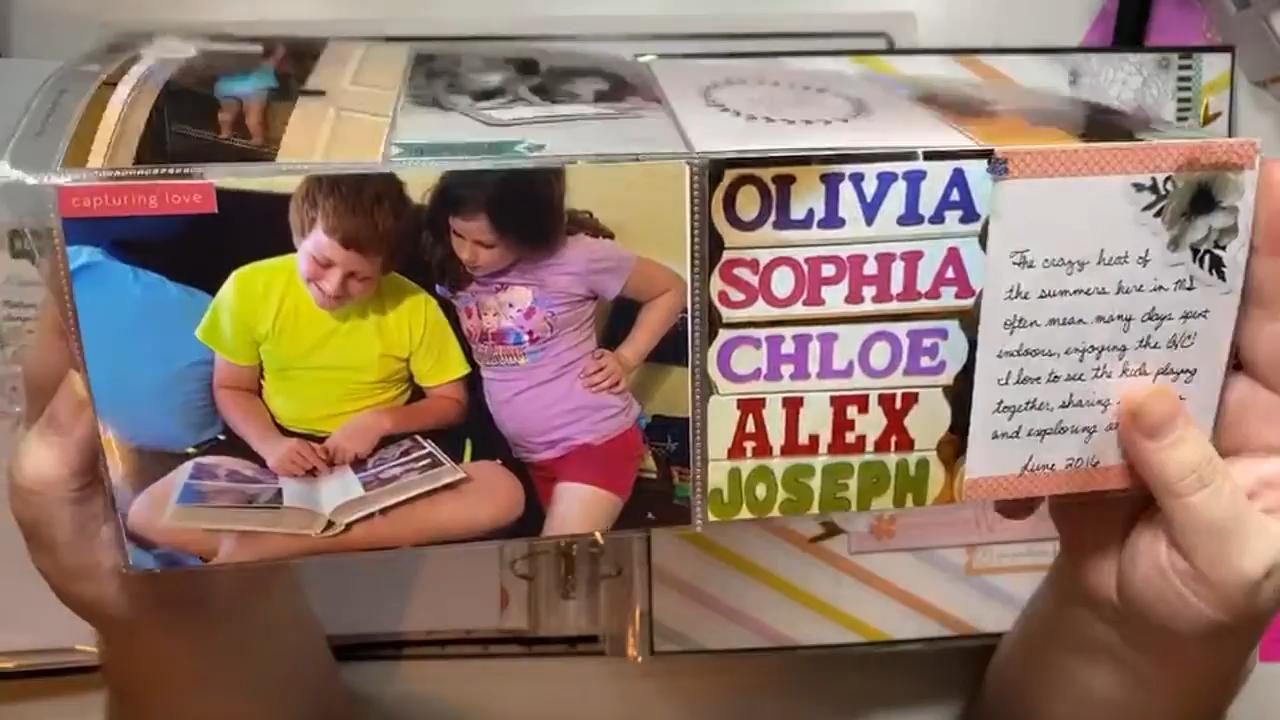 capturing love
OLIVIA
SOPHIA
CHLOE
ALEX
JOSEPH
The crazy heat of
the summers here in MI
often mean many days spent
indoors, enjoying the A/C!
I love to see the kids playing
together, sharing
and exploring
June 2016